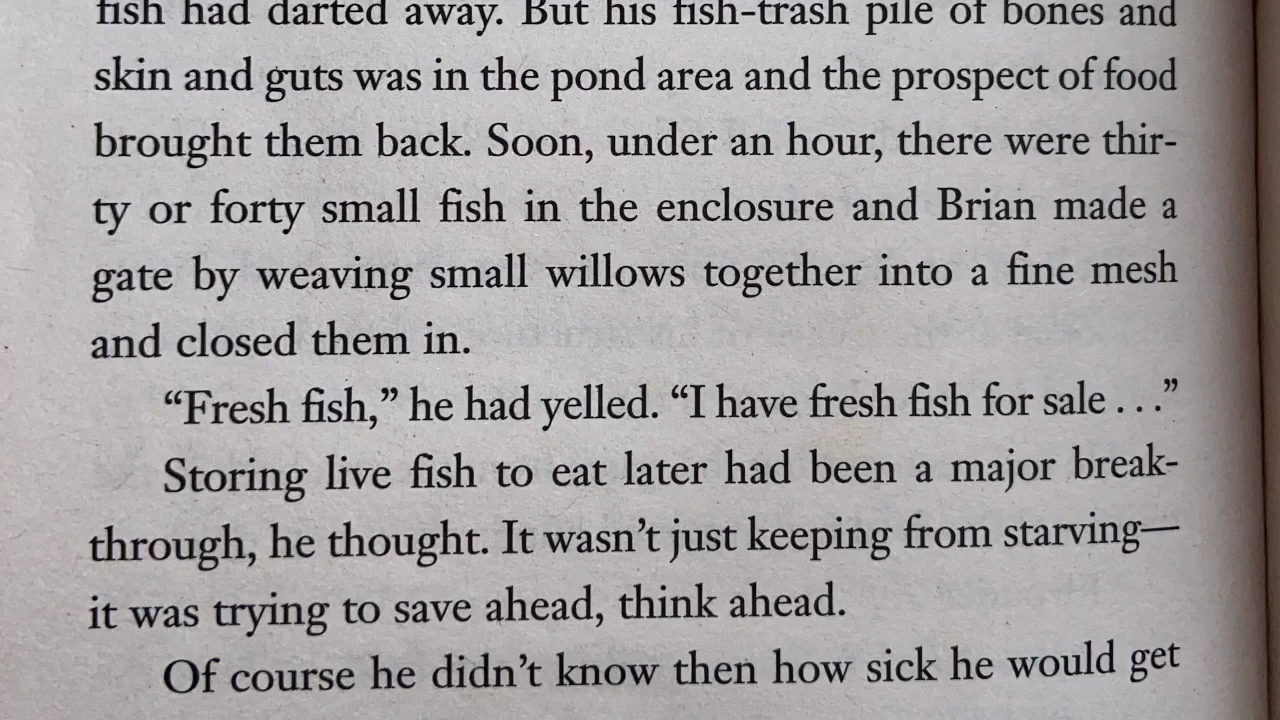 fish had darted away. But his fish-trash pile of bones and
skin and guts was in the pond area and the prospect of food
brought them back. Soon, under an hour, there were thir-
ty or forty small fish in the enclosure and Brian made a
gate by weaving small willows together into a fine mesh
and closed them in.
“Fresh fish,” he had yelled. “I have fresh fish for sale . . .”
Storing live fish to eat later had been a major break-
through, he thought. It wasn’t just keeping from starving—
it was trying to save ahead, think ahead.
Of course he didn’t know then how sick he would get